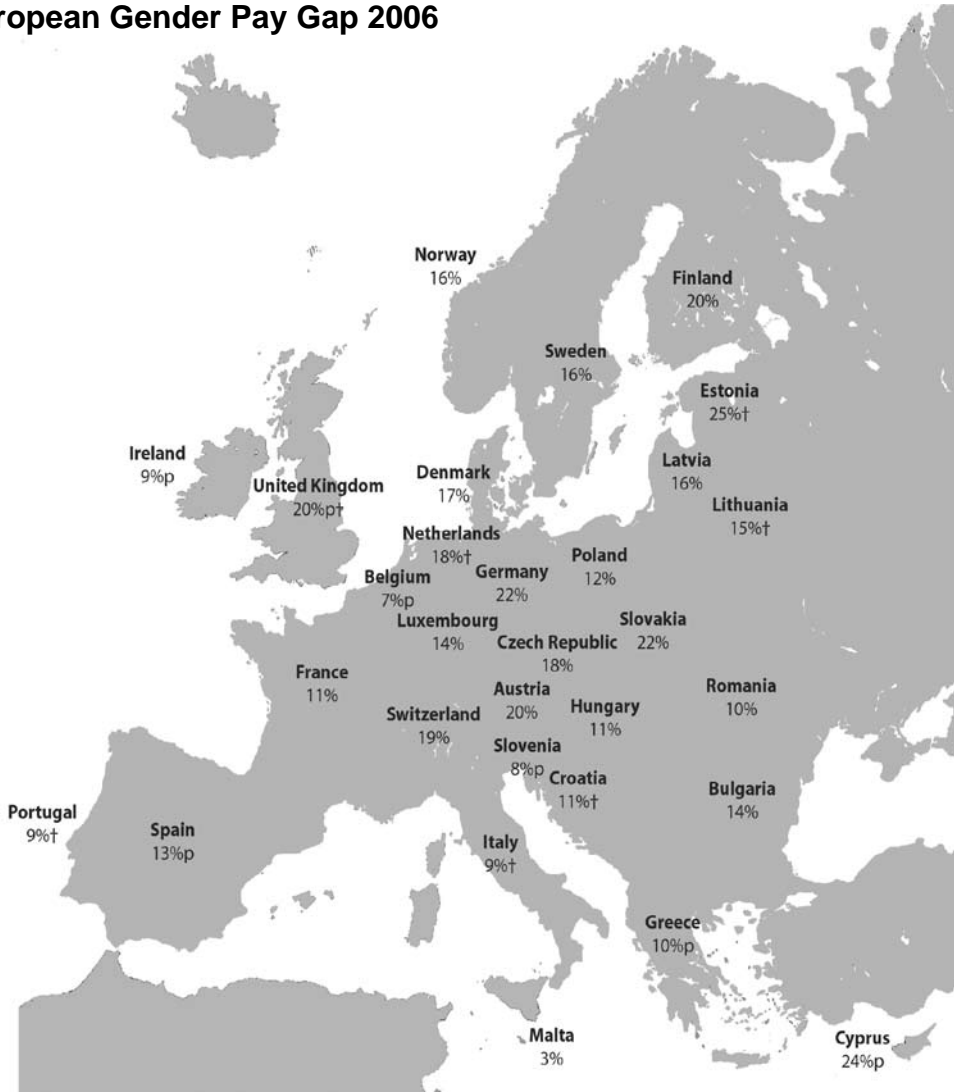 ropean Gender Pay Gap 2006
Norway
16%
Finland
20%
Sweden
16%
Estonia
25%†
Ireland
9%p
United Kingdom
20%p†
Denmark
17%
Latvia
16%
Lithuania
15%†
Netherlands
18%†
Belgium
7%p
Germany
22%
Poland
12%
Luxembourg
14%
Czech Republic
18%
Slovakia
22%
France
11%
Switzerland
19%
Austria
20%
Hungary
11%
Romania
10%
Slovenia
8%p
Croatia
11%†
Bulgaria
14%
Portugal
9%†
Spain
13%p
Italy
9%†
Greece
10%p
Malta
3%
Cyprus
24%p